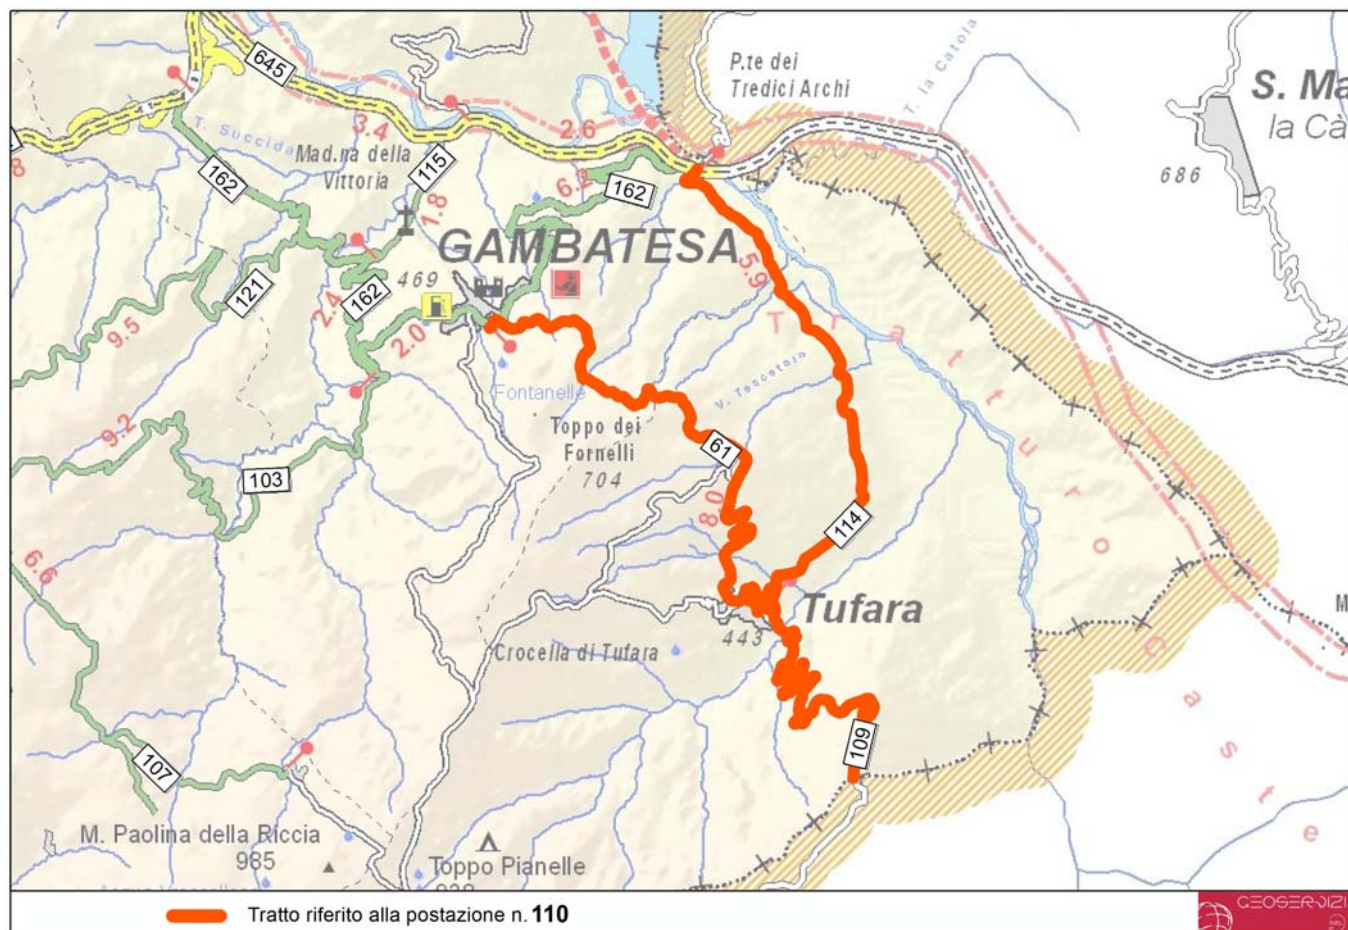 645
P.te dei
Tredici Archi
T. la Catola
S. Ma
la Cà
686
T. Succida
3.4
2.6
Mad.na della
Vittoria
115
162
6.2
162
1.8
GAMBATESA
469
5.9
121
162
2.4
9.5
2.0
Tratturo
Caste
Fontanelle
V. Tescetaio
Toppo dei
Fornelli
704
61
9.2
103
8.0
114
6.6
Tufara
443
Crocella di Tufara
M
109
107
M. Paolina della Riccia
985
Toppo Pianelle
Tratto riferito alla postazione n. 110
GEOSERVIZI